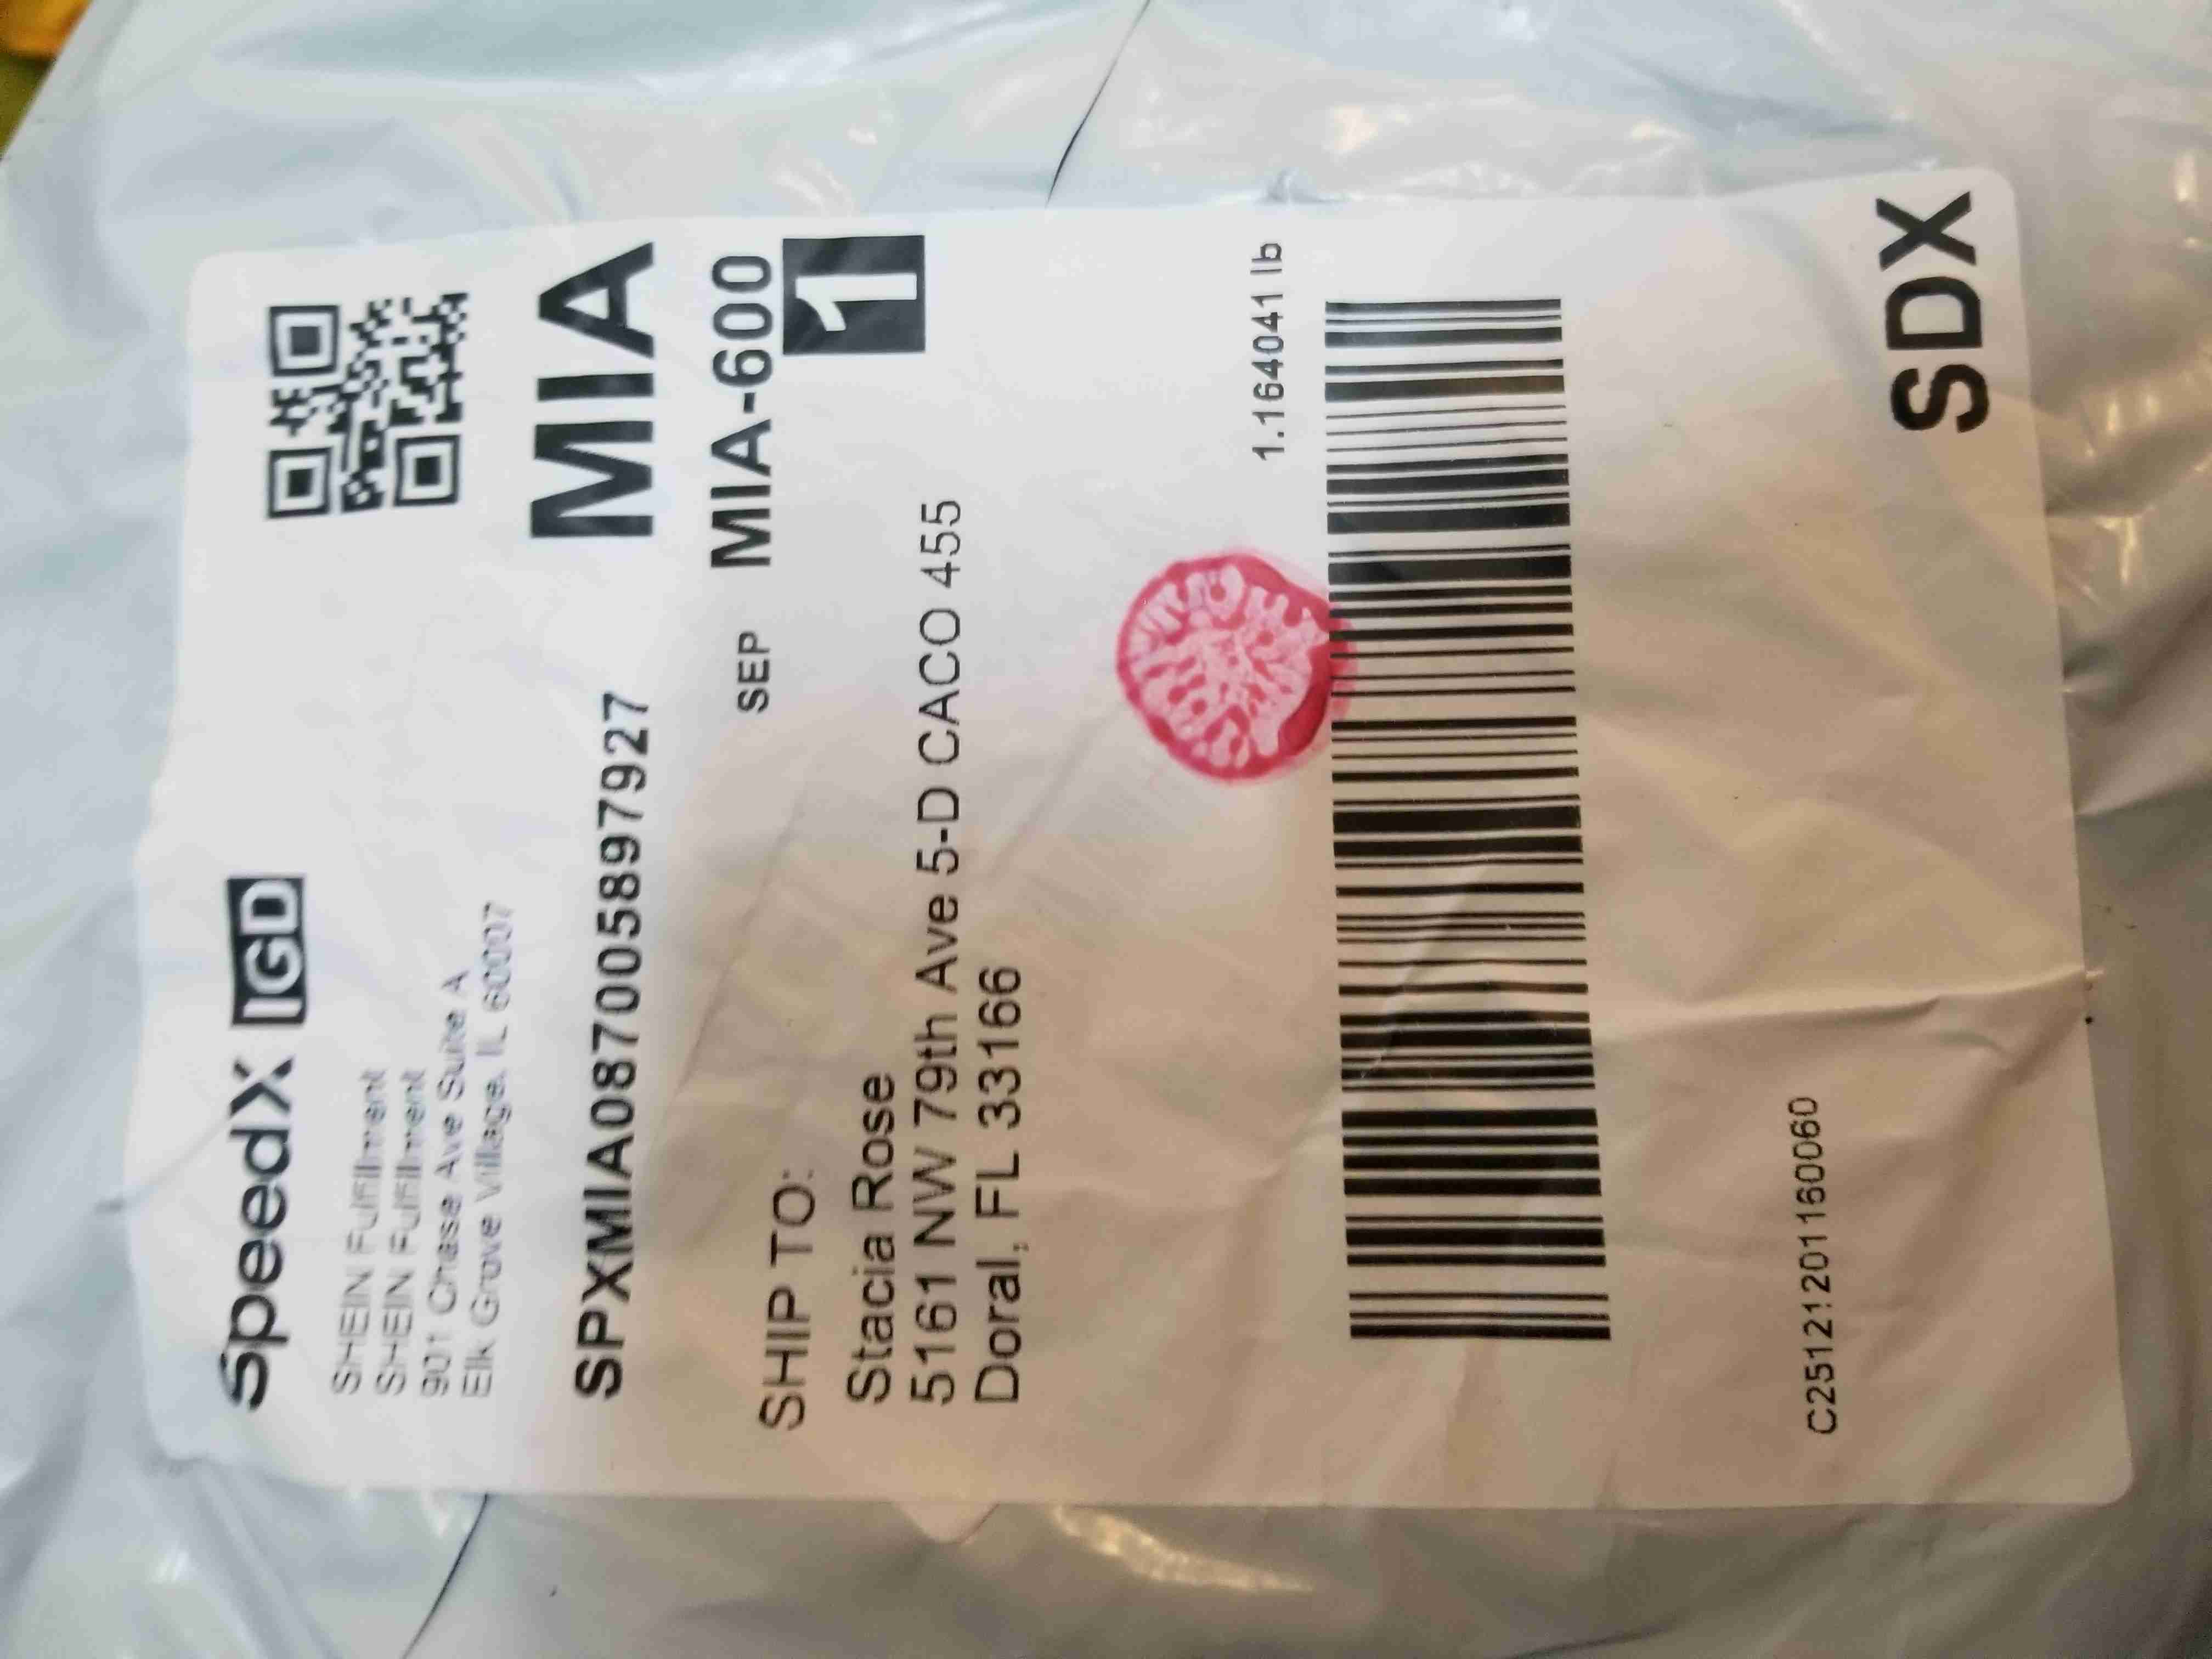 SpeedX IGD
SHEIN Fulfillment
SHEIN Fulfillment
901 Chase Ave Suite A
Elk Grove Village, IL 60007
MIA
SPXMIA087005897927
SEP MIA-600
1
SHIP TO:
Stacia Rose
5161 NW 79th Ave 5-D CACO 455
Doral, FL 33166
1.164041 lb
C25121201160060
SDX